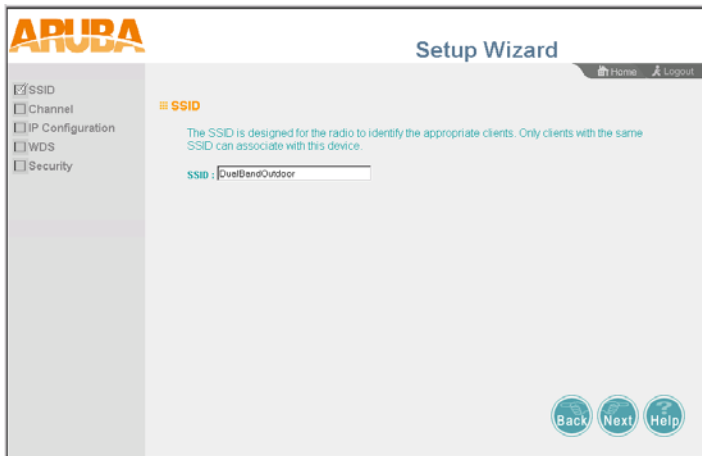 ARUBA
Setup Wizard
Home Logout
SSID
Channel
IP Configuration
WDS
Security
SSID
The SSID is designed for the radio to identify the appropriate clients. Only clients with the same
SSID can associate with this device.
SSID : DualBandOutdoor
Back Next Help